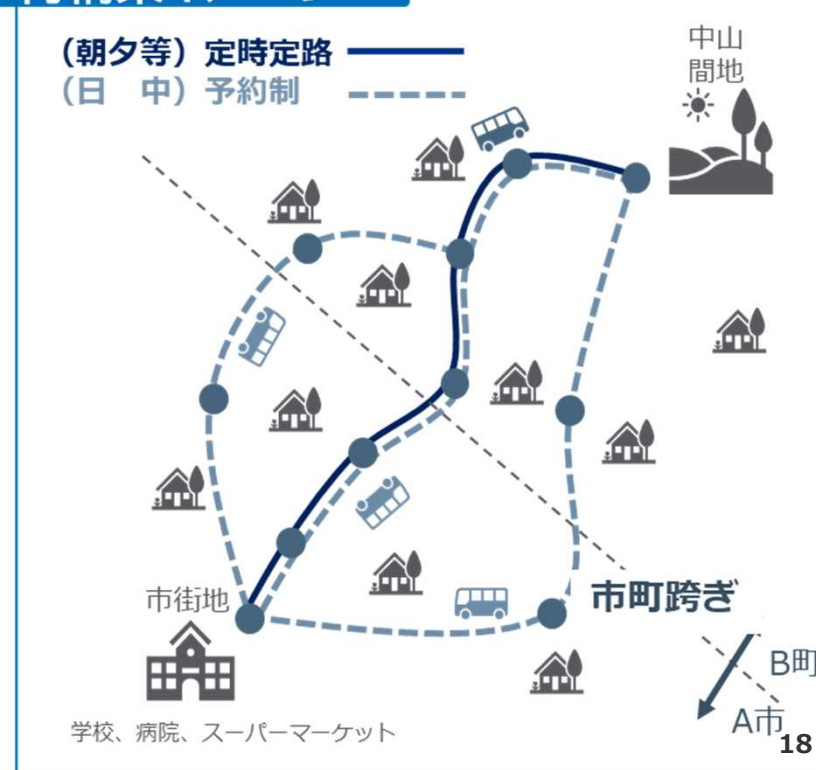 （朝夕等）定時定路
（日　中）予約制
中山
間地
市街地
市町跨ぎ
B町
A市
学校、病院、スーパーマーケット
18